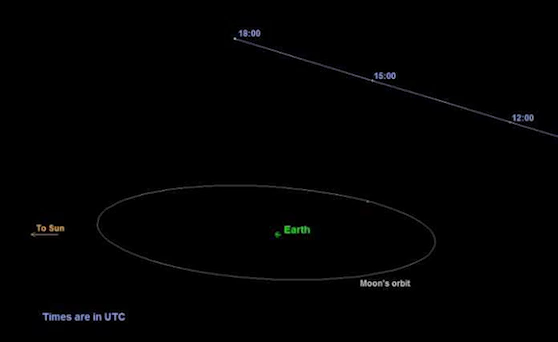 18:00
15:00
12:00
Earth
To Sun
Moon's orbit
Times are in UTC